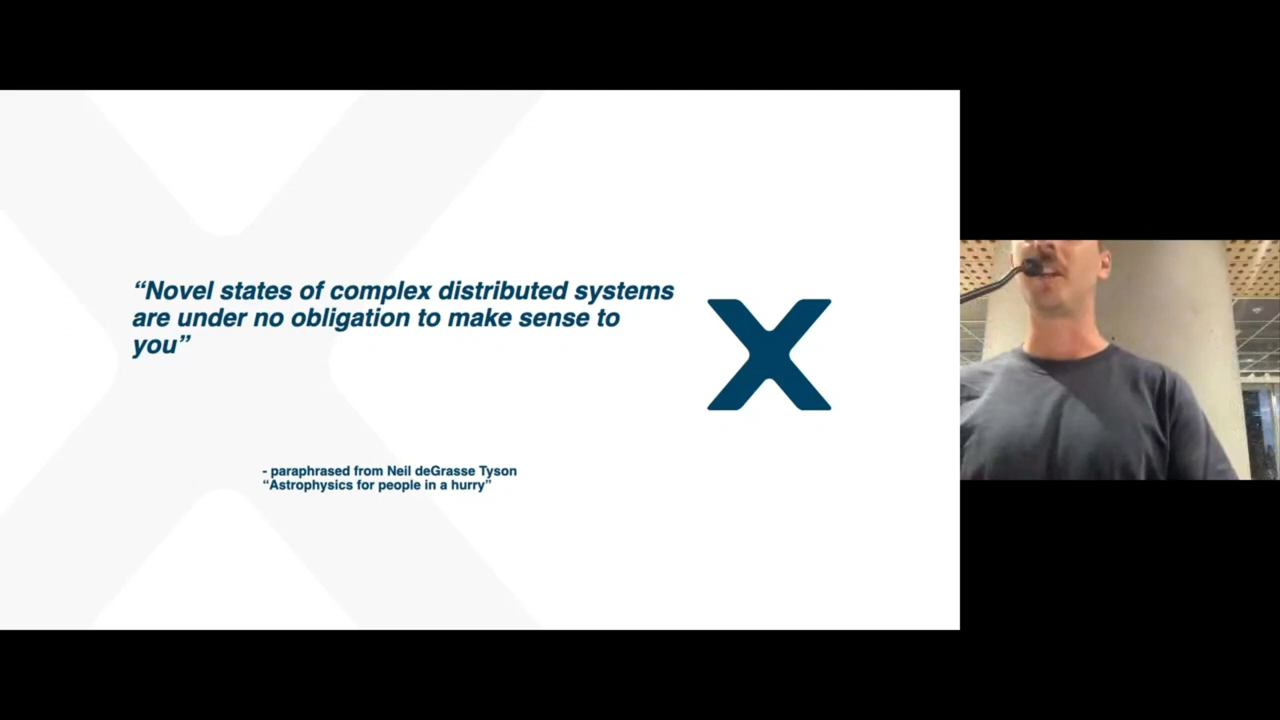 “Novel states of complex distributed systems
are under no obligation to make sense to
you”
- paraphrased from Neil deGrasse Tyson
“Astrophysics for people in a hurry”